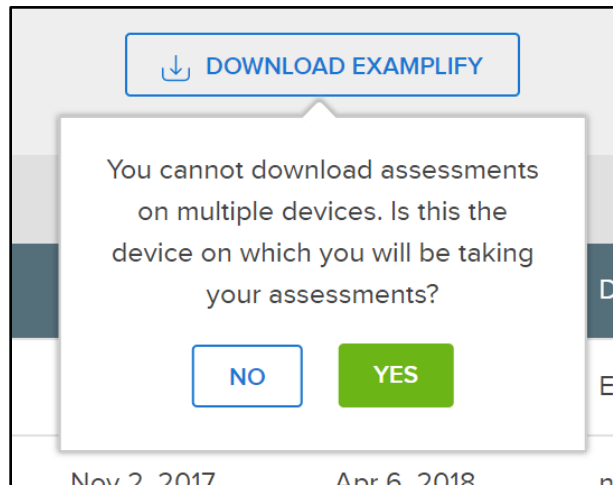 DOWNLOAD EXAMPLIFY
You cannot download assessments
on multiple devices. Is this the
device on which you will be taking
your assessments?
NO YES
Nov 2, 2017 Apr 6, 2018